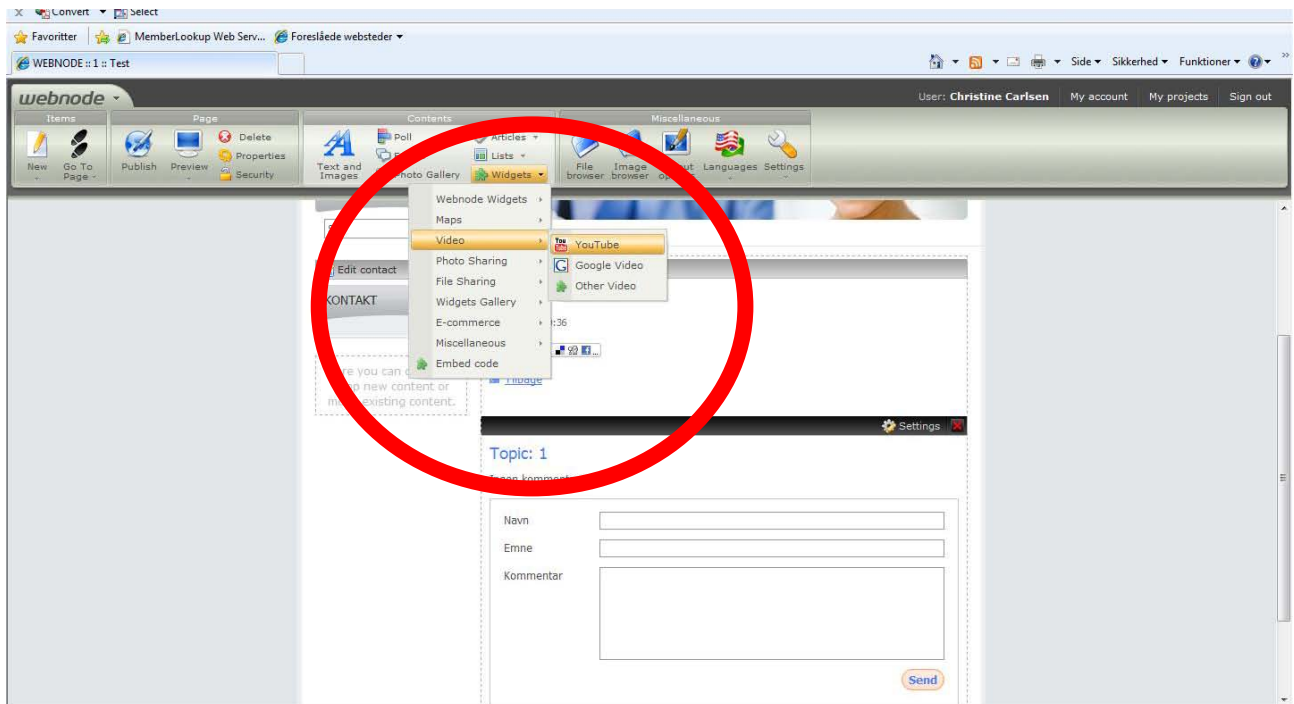 x Convert Select
Favoritter MemberLookup Web Serv... Foreslåede websteder
WEBNODE :: 1 :: Test
Side Sikkerhed Funktioner
webnode
User: Christine Carlsen My account My projects Sign out
Items Page Contents Miscellaneous
New Go To Page Publish Preview Delete Properties Security
Text and Images Poll Photo Gallery Articles Lists Widgets
File browser Image browser Languages Settings
Webnode Widgets
Maps
Video
Photo Sharing
File Sharing
Widgets Gallery
E-commerce
Miscellaneous
Embed code
YouTube
Google Video
Other Video
Edit contact
KONTAKT
:36
you can
new content or
existing content.
Tilbage
Settings
Topic: 1
Navn
Emne
Kommentar
Send